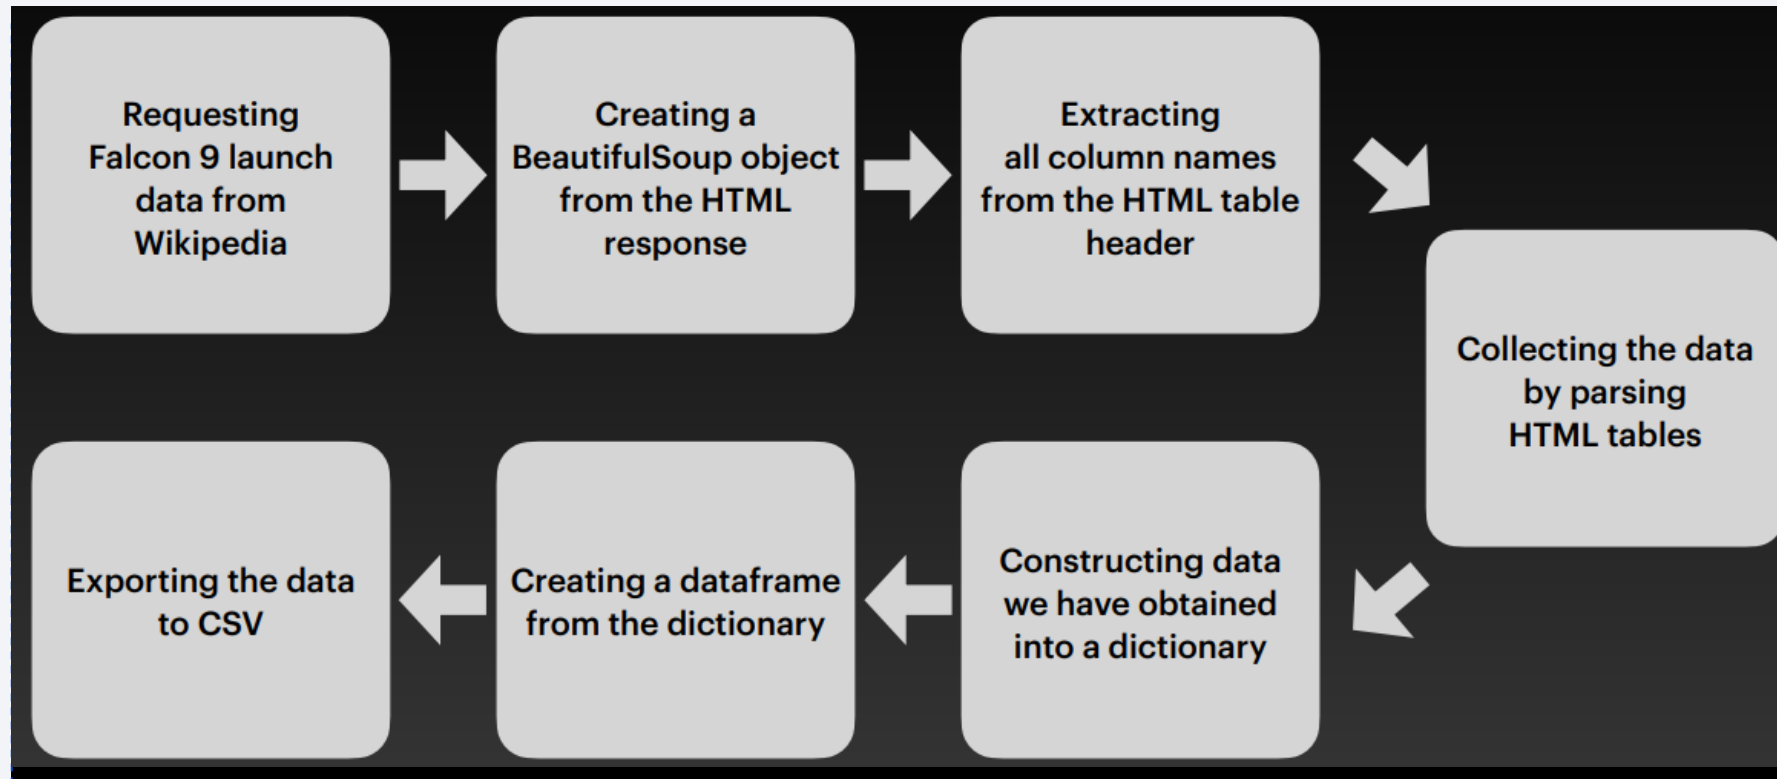 Requesting
Falcon 9 launch
data from
Wikipedia
Creating a
BeautifulSoup object
from the HTML
response
Extracting
all column names
from the HTML table
header
Collecting the data
by parsing
HTML tables
Constructing data
we have obtained
into a dictionary
Creating a dataframe
from the dictionary
Exporting the data
to CSV